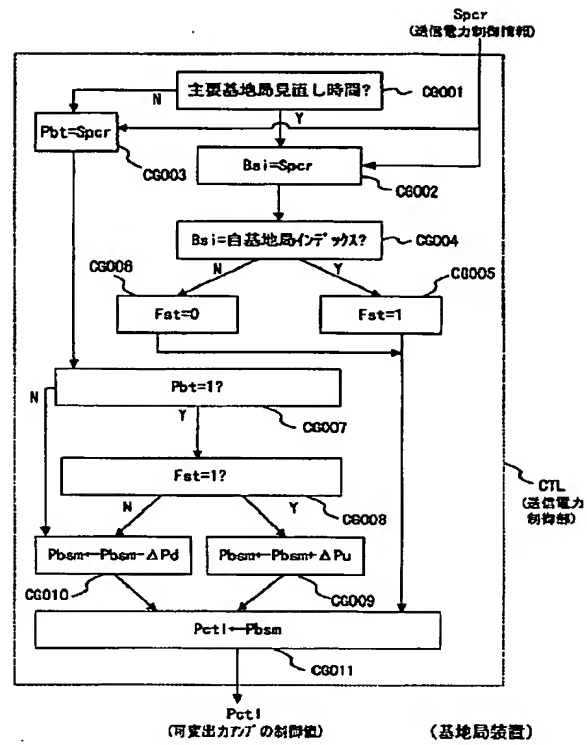 Spcr
(送信電力制御情報)
主要基地局見直し時間?
CG001
N
Y
Pbt=Spcr
CG003
Bsi=Spcr
CG002
Bsi=自基地局インデックス?
CG004
CG006
N
Y
CG005
Fst=0
Fst=1
N
Pbt=1?
Y
CG007
Fst=1?
N
Y
CG008
CTL
(送信電力
制御部)
Pbsm←Pbsm-ΔPd
Pbsm←Pbsm+ΔPu
CG010
CG009
Pctl←Pbsm
CG011
Pctl
(可変出力アンプの制御値)
(基地局装置)